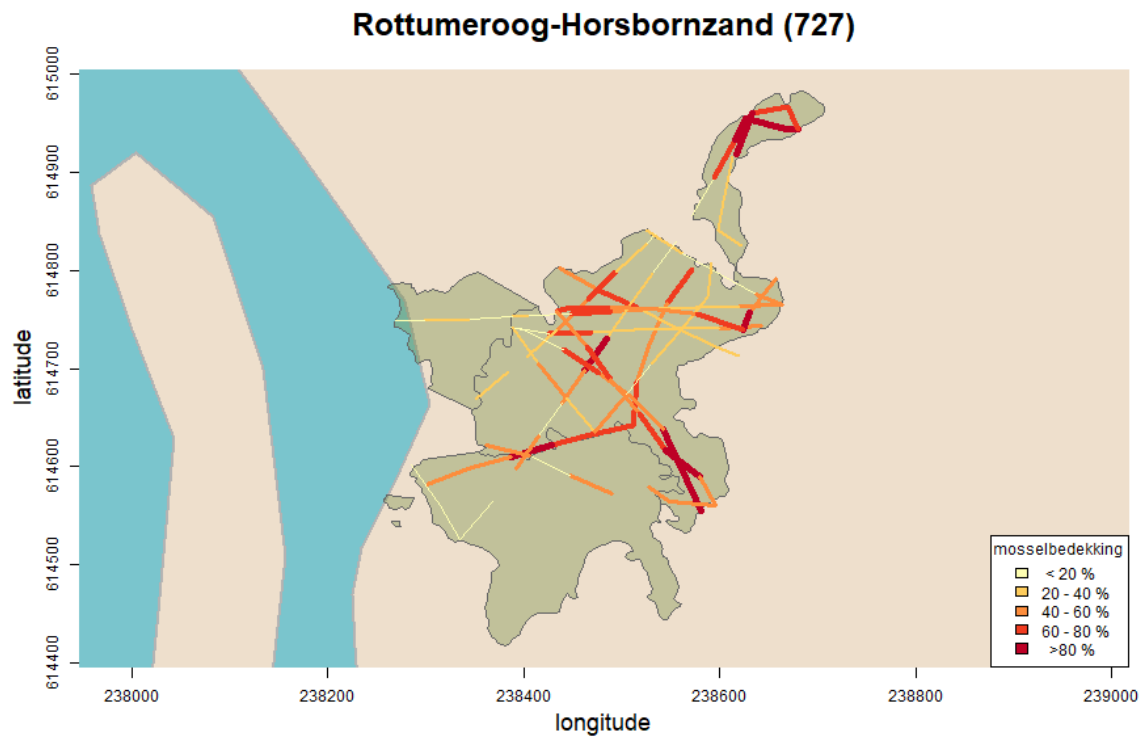 Rottumeroog-Horsbornzand (727)
615000
614900
614800
614700
614600
614500
614400
latitude
238000 238200 238400 238600 238800 239000
longitude
mosselbedekking
< 20 %
20 - 40 %
40 - 60 %
60 - 80 %
>80 %